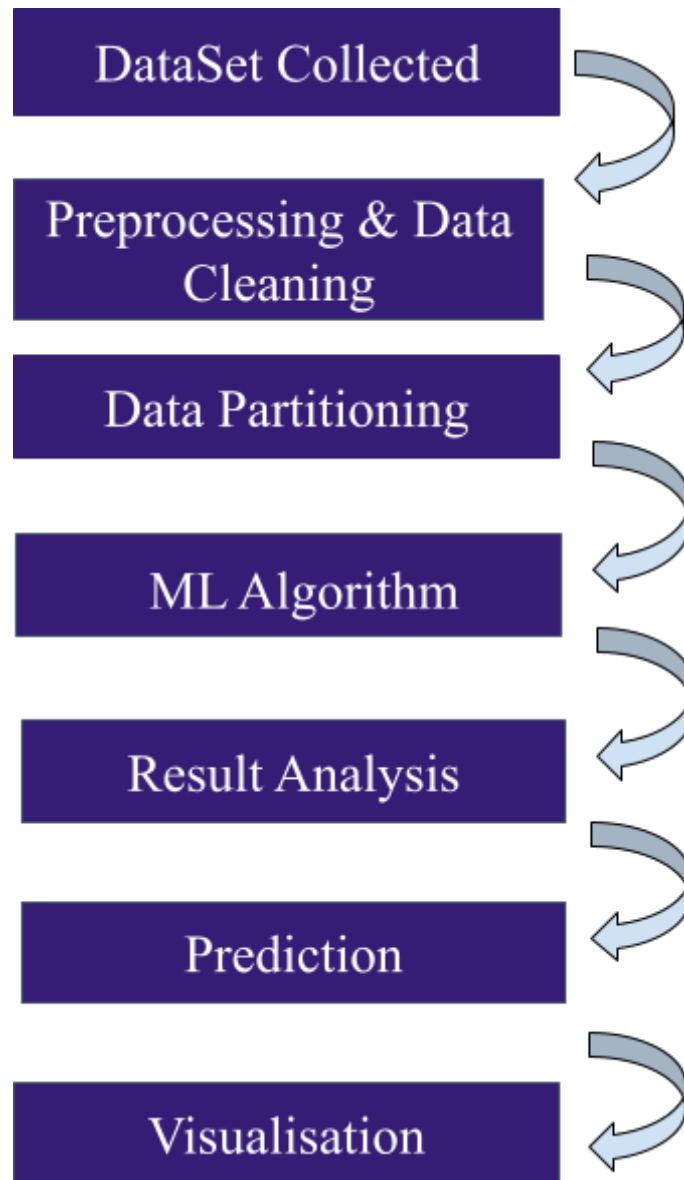 DataSet Collected
Preprocessing & Data
Cleaning
Data Partitioning
ML Algorithm
Result Analysis
Prediction
Visualisation